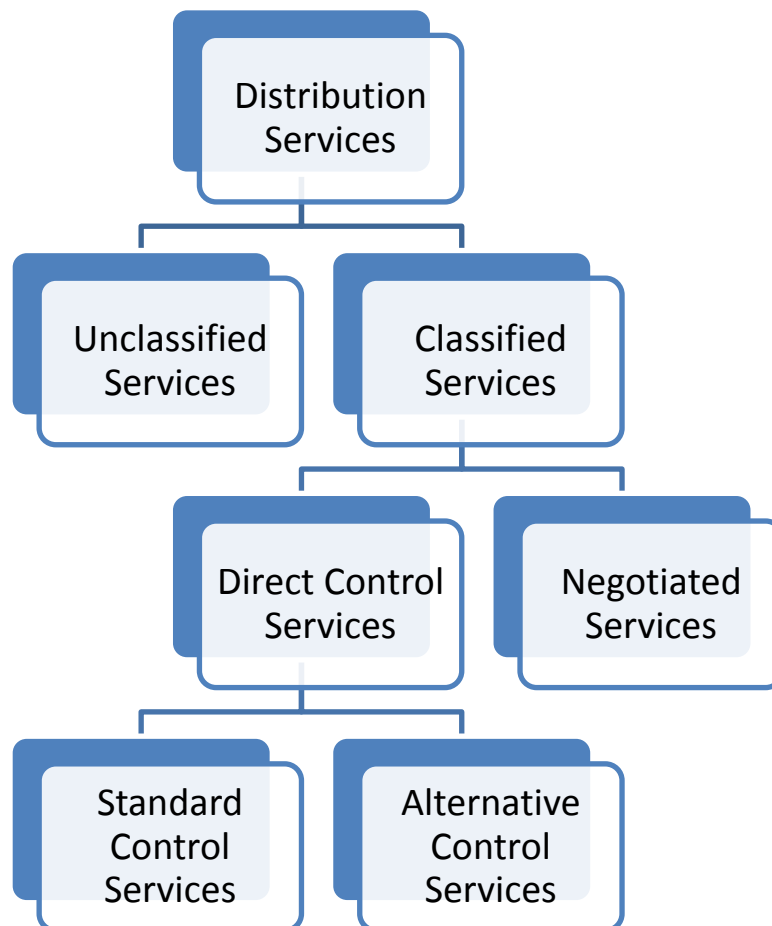 Distribution
Services
Unclassified
Services
Classified
Services
Direct Control
Services
Negotiated
Services
Standard
Control
Services
Alternative
Control
Services